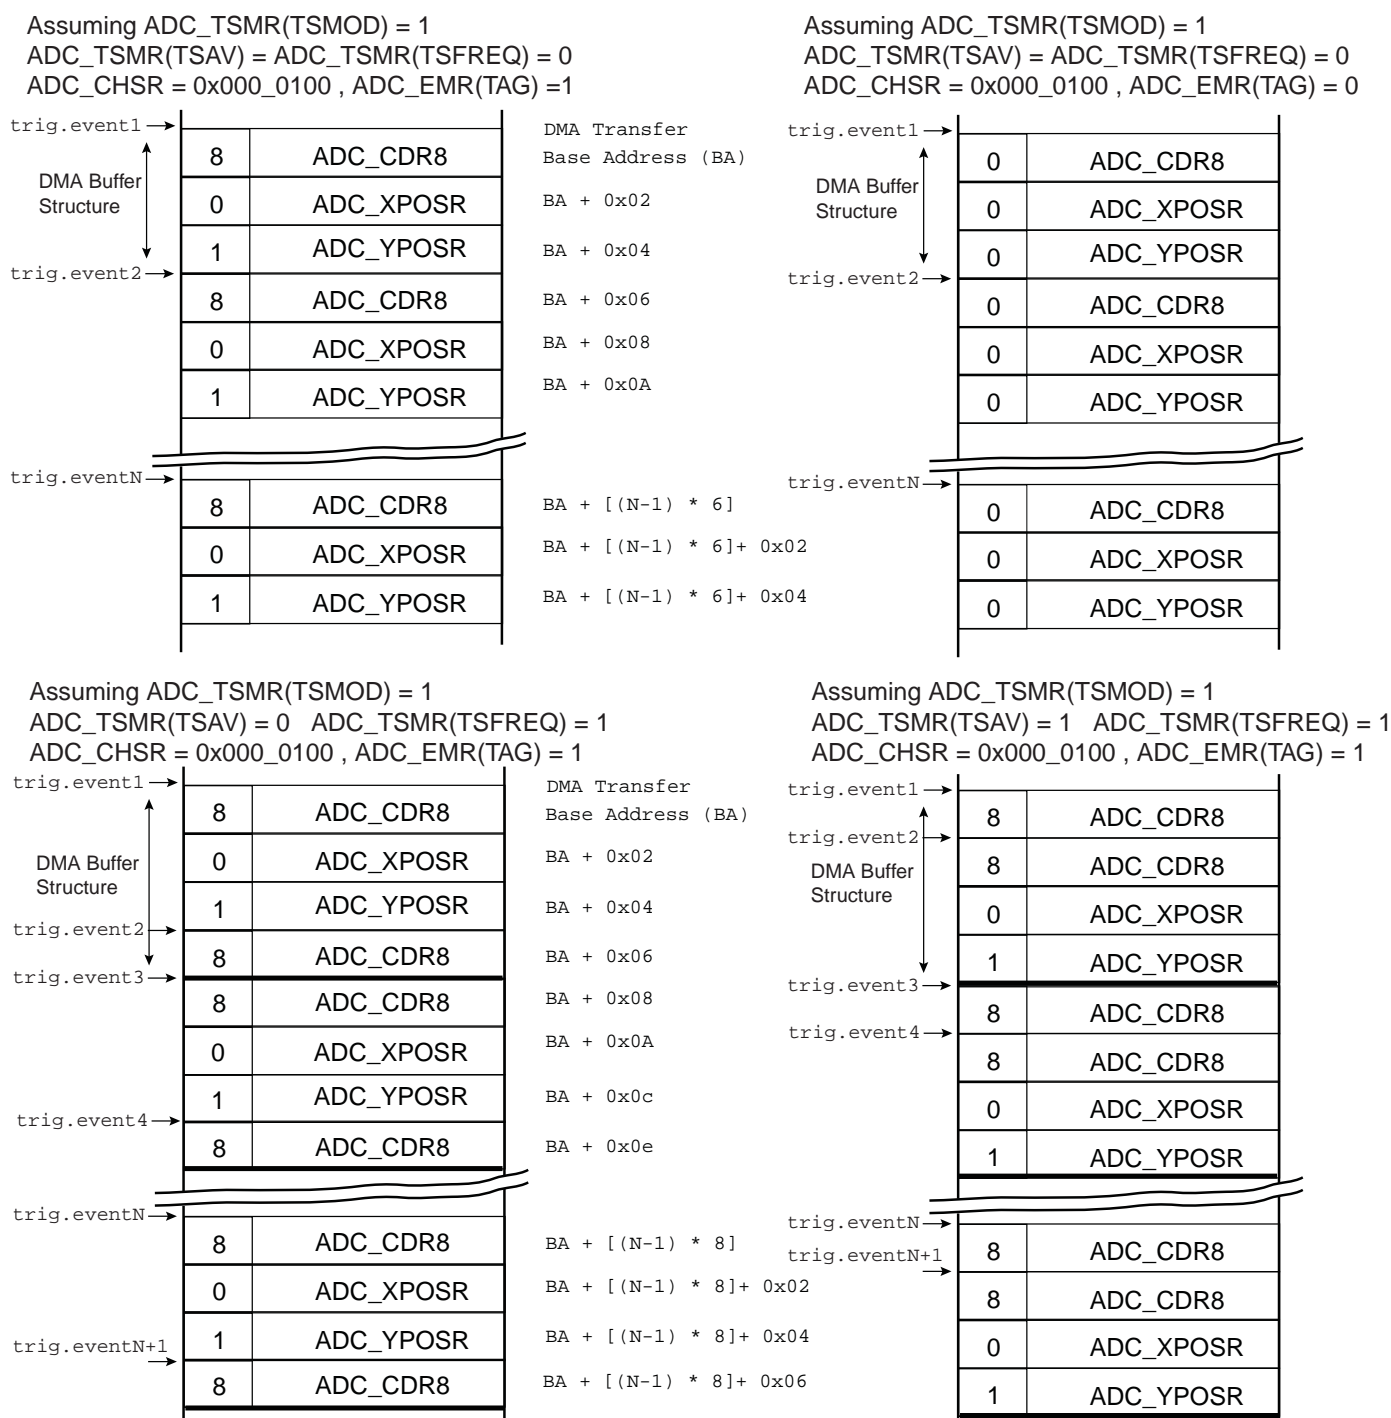 Assuming ADC_TSMR(TSMOD) = 1
ADC_TSMR(TSAV) = ADC_TSMR(TSFREQ) = 0
ADC_CHSR = 0x000_0100 , ADC_EMR(TAG) =1
trig.event1
DMA Transfer
8 ADC_CDR8 Base Address (BA)
DMA Buffer
Structure
0 ADC_XPOSR BA + 0x02
1 ADC_YPOSR BA + 0x04
trig.event2
8 ADC_CDR8 BA + 0x06
0 ADC_XPOSR BA + 0x08
1 ADC_YPOSR BA + 0x0A
trig.eventN
8 ADC_CDR8 BA + [(N-1) * 6]
0 ADC_XPOSR BA + [(N-1) * 6]+ 0x02
1 ADC_YPOSR BA + [(N-1) * 6]+ 0x04
Assuming ADC_TSMR(TSMOD) = 1
ADC_TSMR(TSAV) = ADC_TSMR(TSFREQ) = 0
ADC_CHSR = 0x000_0100 , ADC_EMR(TAG) = 0
trig.event1
0 ADC_CDR8
DMA Buffer
Structure
0 ADC_XPOSR
0 ADC_YPOSR
trig.event2
0 ADC_CDR8
0 ADC_XPOSR
0 ADC_YPOSR
trig.eventN
0 ADC_CDR8
0 ADC_XPOSR
0 ADC_YPOSR
Assuming ADC_TSMR(TSMOD) = 1
ADC_TSMR(TSAV) = 0 ADC_TSMR(TSFREQ) = 1
ADC_CHSR = 0x000_0100 , ADC_EMR(TAG) = 1
trig.event1
DMA Transfer
8 ADC_CDR8 Base Address (BA)
DMA Buffer
Structure
0 ADC_XPOSR BA + 0x02
1 ADC_YPOSR BA + 0x04
trig.event2
8 ADC_CDR8 BA + 0x06
trig.event3
8 ADC_CDR8 BA + 0x08
0 ADC_XPOSR BA + 0x0A
1 ADC_YPOSR BA + 0x0c
trig.event4
8 ADC_CDR8 BA + 0x0e
trig.eventN
8 ADC_CDR8 BA + [(N-1) * 8]
0 ADC_XPOSR BA + [(N-1) * 8]+ 0x02
1 ADC_YPOSR BA + [(N-1) * 8]+ 0x04
trig.eventN+1
8 ADC_CDR8 BA + [(N-1) * 8]+ 0x06
Assuming ADC_TSMR(TSMOD) = 1
ADC_TSMR(TSAV) = 1 ADC_TSMR(TSFREQ) = 1
ADC_CHSR = 0x000_0100 , ADC_EMR(TAG) = 1
trig.event1
8 ADC_CDR8
trig.event2
DMA Buffer
Structure
8 ADC_CDR8
0 ADC_XPOSR
1 ADC_YPOSR
trig.event3
8 ADC_CDR8
trig.event4
8 ADC_CDR8
0 ADC_XPOSR
1 ADC_YPOSR
trig.eventN
8 ADC_CDR8
trig.eventN+1
8 ADC_CDR8
0 ADC_XPOSR
1 ADC_YPOSR